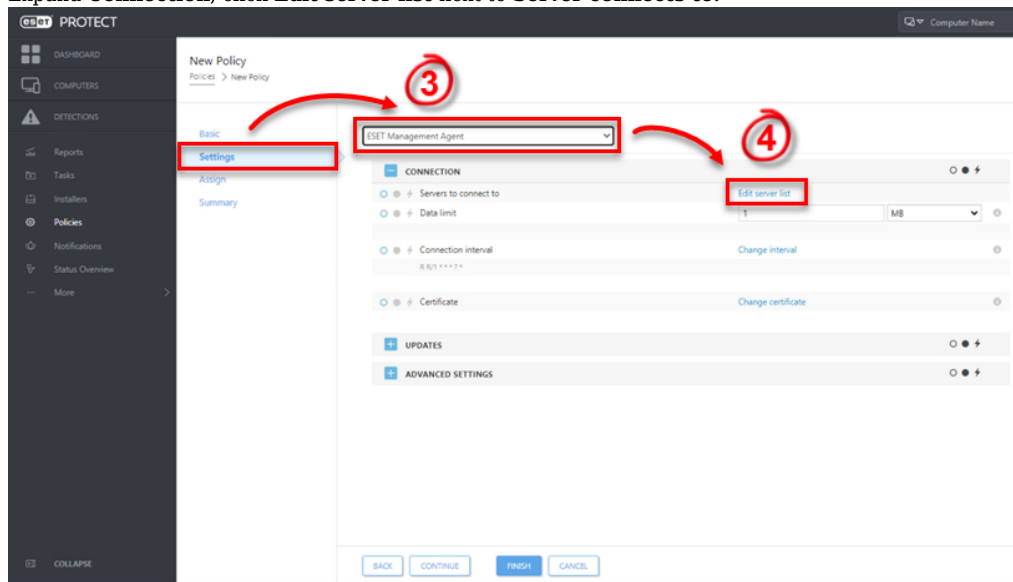 Expand Connection, click Edit server list next to Server connects to.
eset PROTECT
Computer Name
DASHBOARD
COMPUTERS
DETECTIONS
Reports
Tasks
Installers
Policies
Notifications
Status Overview
More
COLLAPSE
New Policy
Policies > New Policy
Basic
Settings
Assign
Summary
3
4
ESET Management Agent
CONNECTION
Servers to connect to
Edit server list
Data limit
1
MB
Connection interval
Change interval
Certificate
Change certificate
UPDATES
ADVANCED SETTINGS
BACK
CONTINUE
FINISH
CANCEL